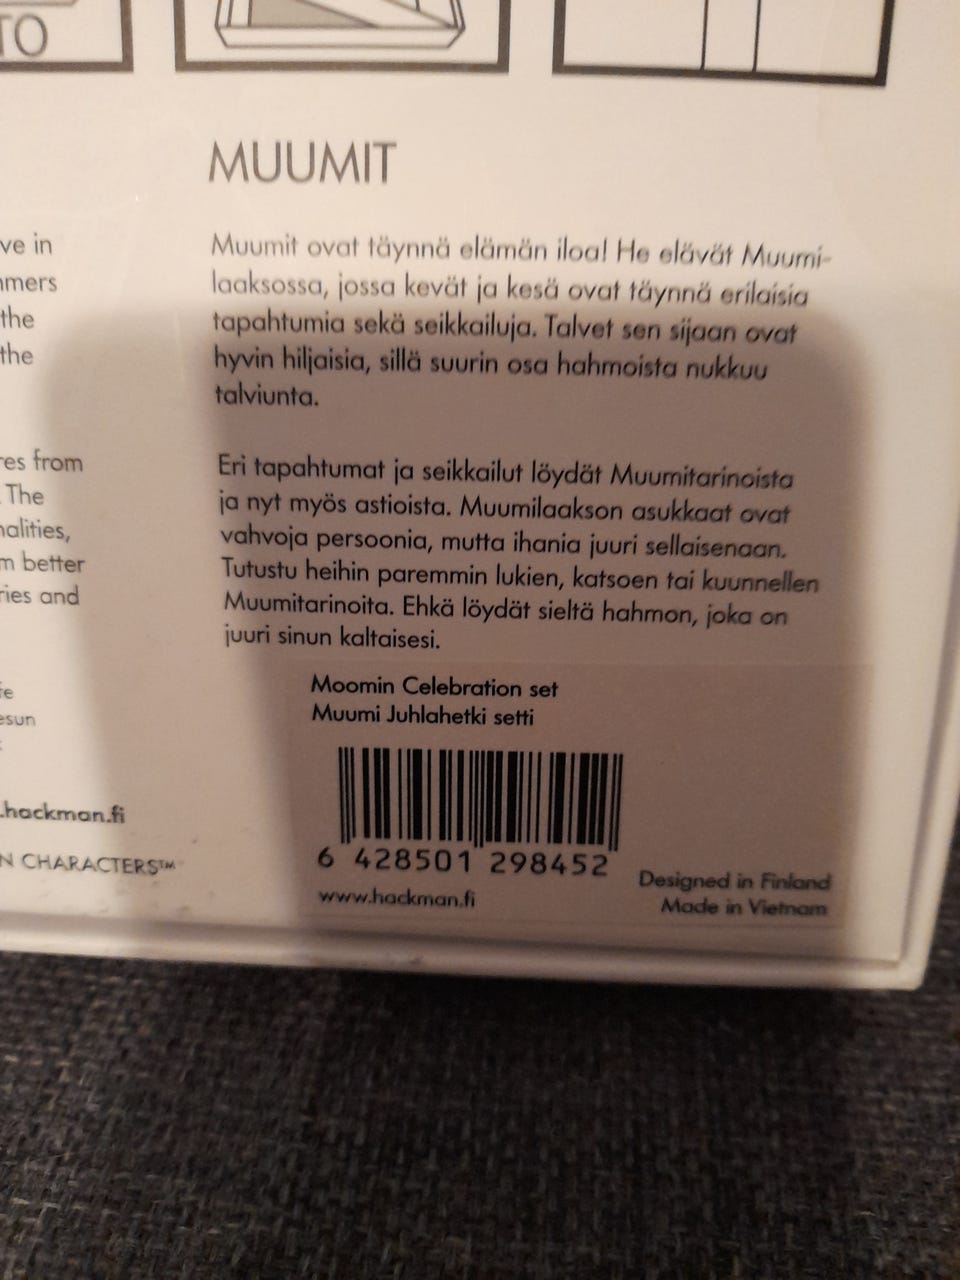 TO
ve in
mmers
the
the
res from
The
nalities,
m better
ries and
fe
esun
.hackman.fi
N CHARACTERS™
MUUMIT
Muumit ovat täynnä elämän iloa! He elävät Muumi-
laaksossa, jossa kevät ja kesä ovat täynnä erilaisia
tapahtumia sekä seikkailuja. Talvet sen sijaan ovat
hyvin hiljaisia, sillä suurin osa hahmoista nukkuu
talviunta.
Eri tapahtumat ja seikkailut löydät Muumitarinoista
ja nyt myös astioista. Muumilaakson asukkaat ovat
vahvoja persoonia, mutta ihania juuri sellaisenaan.
Tutustu heihin paremmin lukien, katsoen tai kuunnellen
Muumitarinoita. Ehkä löydät sieltä hahmon, joka on
juuri sinun kaltaisesi.
Moomin Celebration set
Muumi Juhlahetki setti
6 428501 298452
www.hackman.fi
Designed in Finland
Made in Vietnam